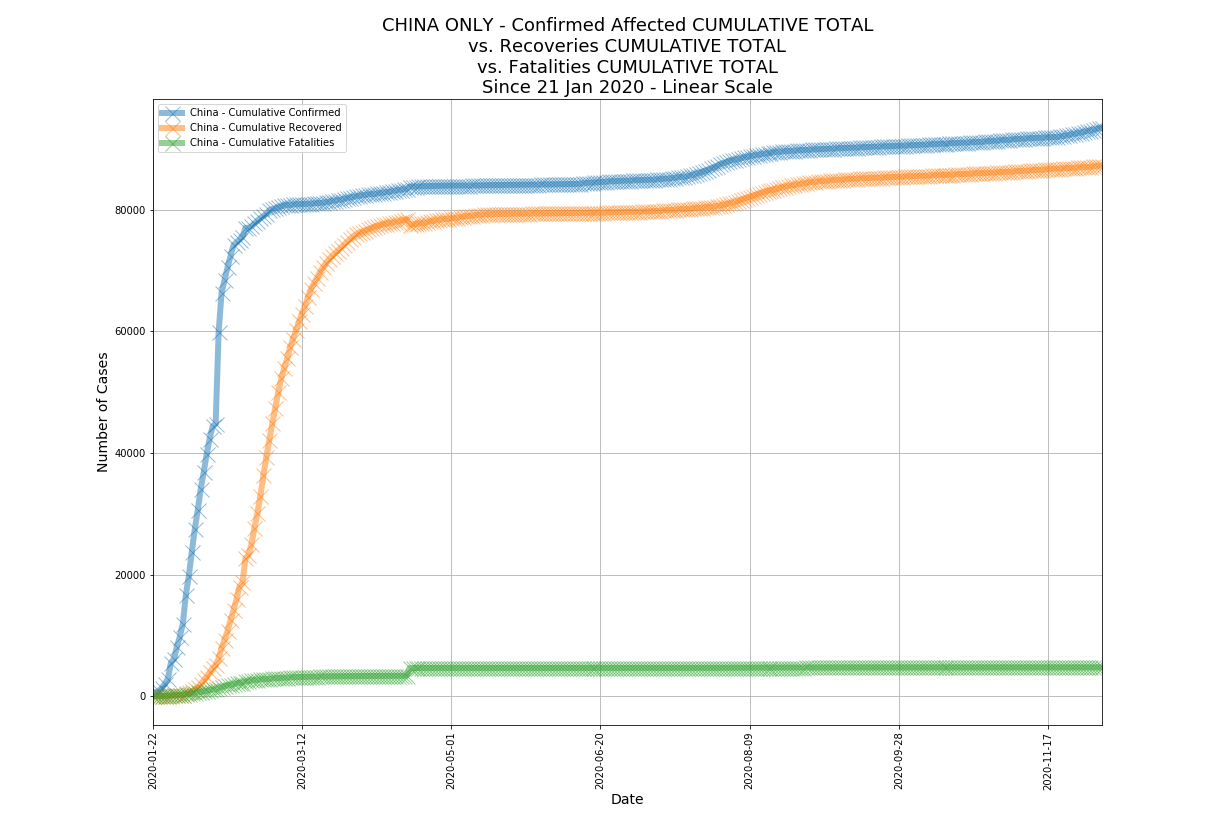 CHINA ONLY - Confirmed Affected CUMULATIVE TOTAL
vs. Recoveries CUMULATIVE TOTAL
vs. Fatalities CUMULATIVE TOTAL
Since 21 Jan 2020 - Linear Scale
China - Cumulative Confirmed
China - Cumulative Recovered
China - Cumulative Fatalities
Number of Cases
80000
60000
40000
20000
0
2020-01-22
2020-03-12
2020-05-01
2020-06-20
2020-08-09
2020-09-28
2020-11-17
Date